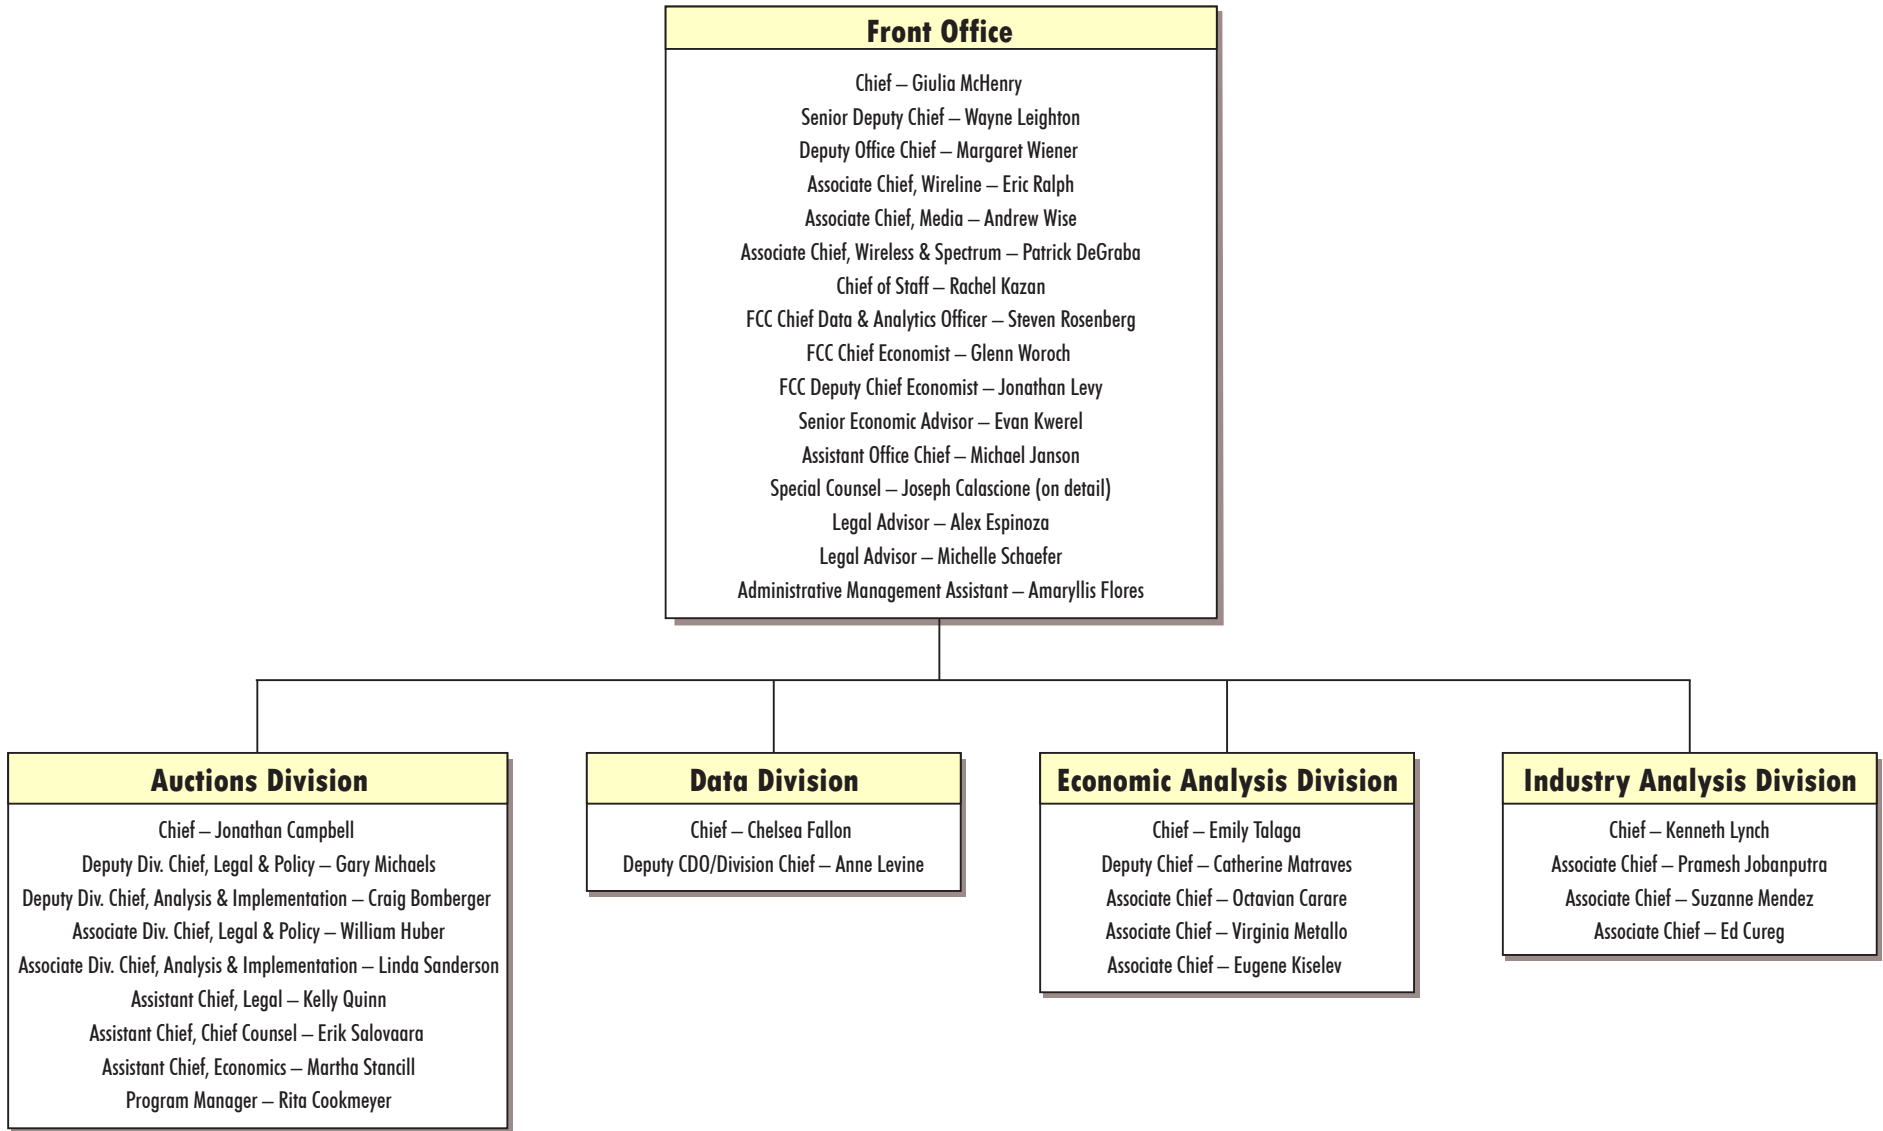 Front Office
Chief – Giulia McHenry
Senior Deputy Chief – Wayne Leighton
Deputy Office Chief – Margaret Wiener
Associate Chief, Wireline – Eric Ralph
Associate Chief, Media – Andrew Wise
Associate Chief, Wireless & Spectrum – Patrick DeGraba
Chief of Staff – Rachel Kazan
FCC Chief Data & Analytics Officer – Steven Rosenberg
FCC Chief Economist – Glenn Woroch
FCC Deputy Chief Economist – Jonathan Levy
Senior Economic Advisor – Evan Kwerel
Assistant Office Chief – Michael Janson
Special Counsel – Joseph Calascione (on detail)
Legal Advisor – Alex Espinoza
Legal Advisor – Michelle Schaefer
Administrative Management Assistant – Amaryllis Flores
Auctions Division
Chief – Jonathan Campbell
Deputy Div. Chief, Legal & Policy – Gary Michaels
Deputy Div. Chief, Analysis & Implementation – Craig Bomberger
Associate Div. Chief, Legal & Policy – William Huber
Associate Div. Chief, Analysis & Implementation – Linda Sanderson
Assistant Chief, Legal – Kelly Quinn
Assistant Chief, Chief Counsel – Erik Salovaara
Assistant Chief, Economics – Martha Stancill
Program Manager – Rita Cookmeyer
Data Division
Chief – Chelsea Fallon
Deputy CDO/Division Chief – Anne Levine
Economic Analysis Division
Chief – Emily Talaga
Deputy Chief – Catherine Matraves
Associate Chief – Octavian Carare
Associate Chief – Virginia Metallo
Associate Chief – Eugene Kiselev
Industry Analysis Division
Chief – Kenneth Lynch
Associate Chief – Pramesh Jobanputra
Associate Chief – Suzanne Mendez
Associate Chief – Ed Cureg